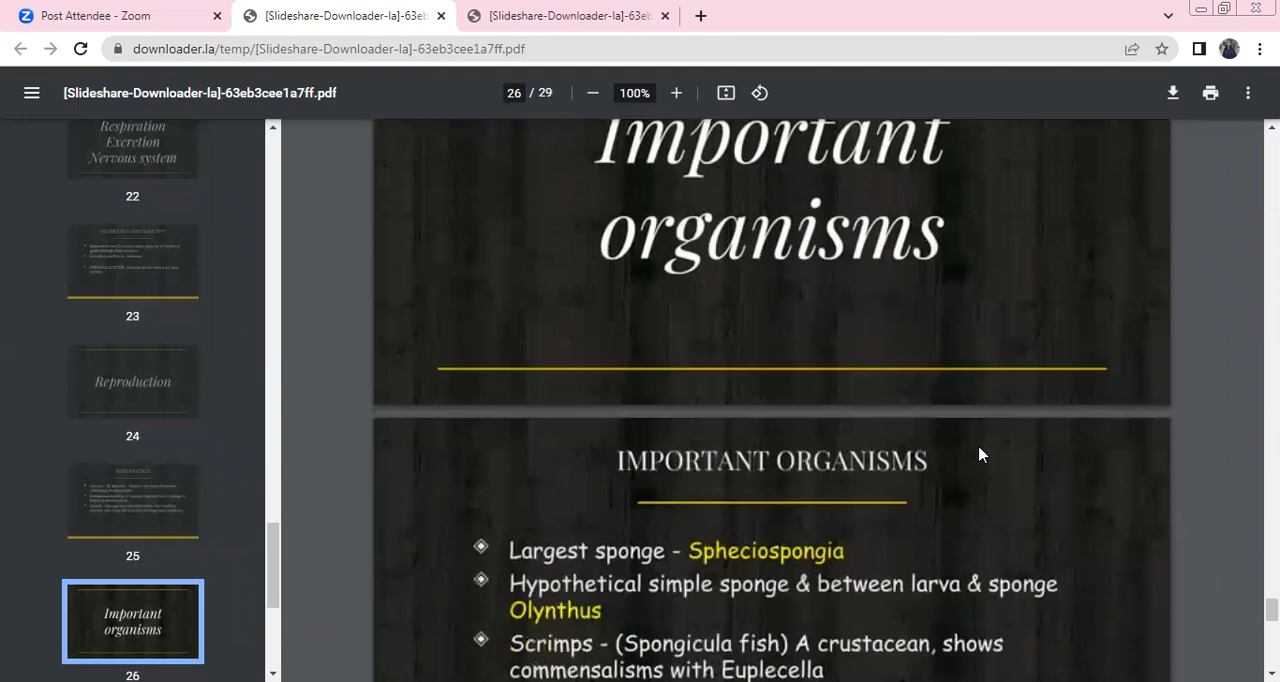 Post Attendee - Zoom
[Slideshare-Downloader-la]-63eb3
[Slideshare-Downloader-la]-63eb3
downloader.la/temp/[Slideshare-Downloader-la]-63eb3cee1a7ff.pdf
[Slideshare-Downloader-la]-63eb3cee1a7ff.pdf
26 / 29
100%
Respiration
Excretion
Nervous system
22
23
Reproduction
24
25
Important
organisms
26
Important
organisms
IMPORTANT ORGANISMS
Largest sponge - Spheciospongia
Hypothetical simple sponge & between larva & sponge
Olynthus
Scrimps - (Spongicula fish) A crustacean, shows
commensalisms with Euplecella